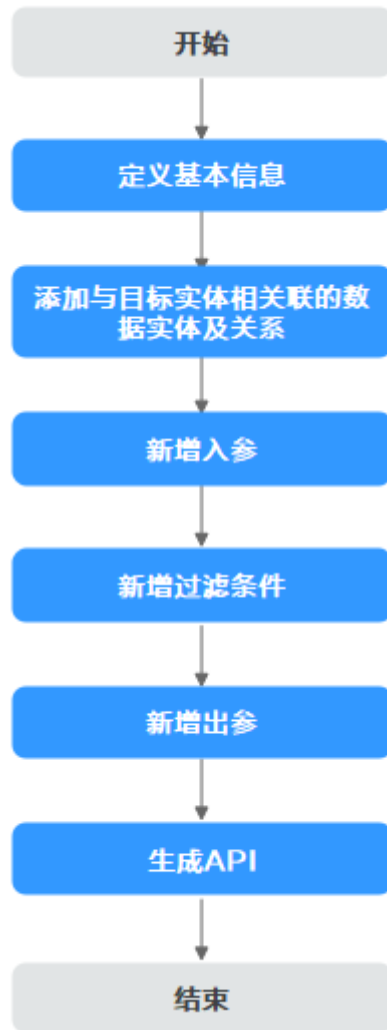 开始
定义基本信息
添加与目标实体相关联的数
据实体及关系
新增入参
新增过滤条件
新增出参
生成API
结束